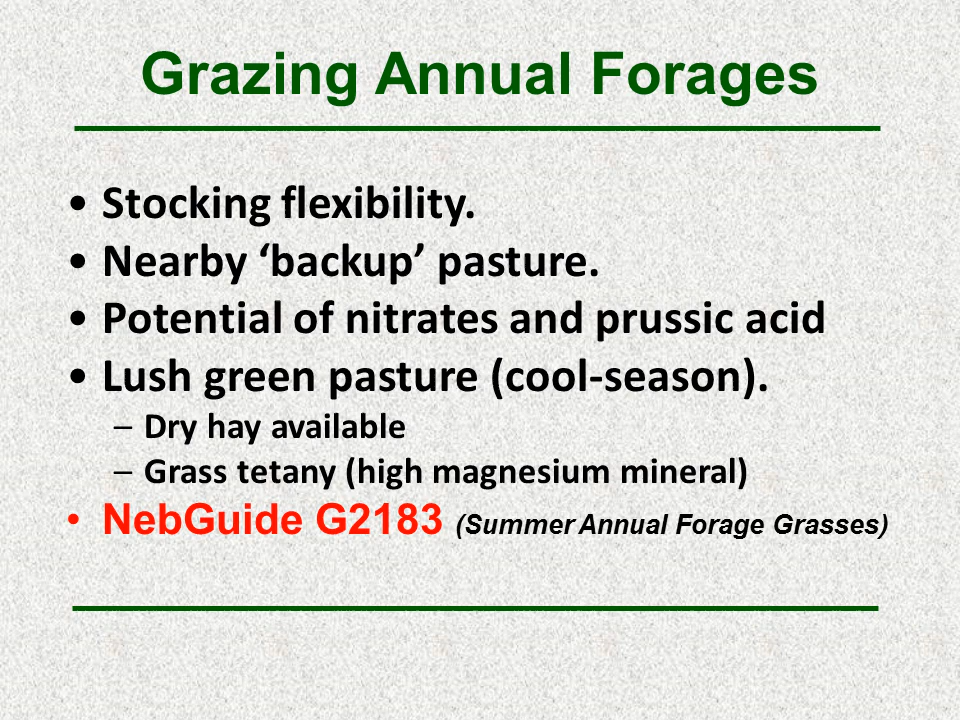 Grazing Annual Forages
• Stocking flexibility.
• Nearby ‘backup’ pasture.
• Potential of nitrates and prussic acid
• Lush green pasture (cool-season).
– Dry hay available
– Grass tetany (high magnesium mineral)
• NebGuide G2183 (Summer Annual Forage Grasses)